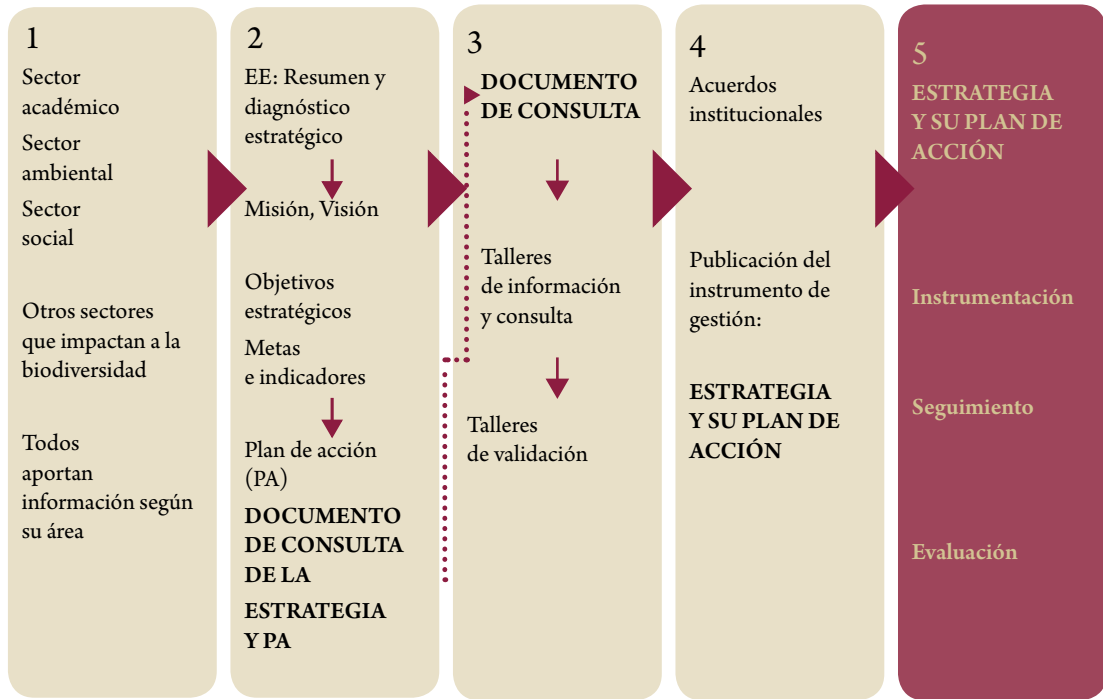 1
Sector
académico
Sector
ambiental
Sector
social
Otros sectores
que impactan a la
biodiversidad
Todos
aportan
información según
su área
2
EE: Resumen y
diagnóstico
estratégico
Misión, Visión
Objetivos
estratégicos
Metas
e indicadores
Plan de acción
(PA)
DOCUMENTO
DE CONSULTA
DE LA
ESTRATEGIA
Y PA
3
DOCUMENTO
DE CONSULTA
Talleres
de información
y consulta
Talleres
de validación
4
Acuerdos
institucionales
Publicación del
instrumento de
gestión:
ESTRATEGIA
Y SU PLAN DE
ACCIÓN
5
ESTRATEGIA
Y SU PLAN DE
ACCIÓN
Instrumentación
Seguimiento
Evaluación